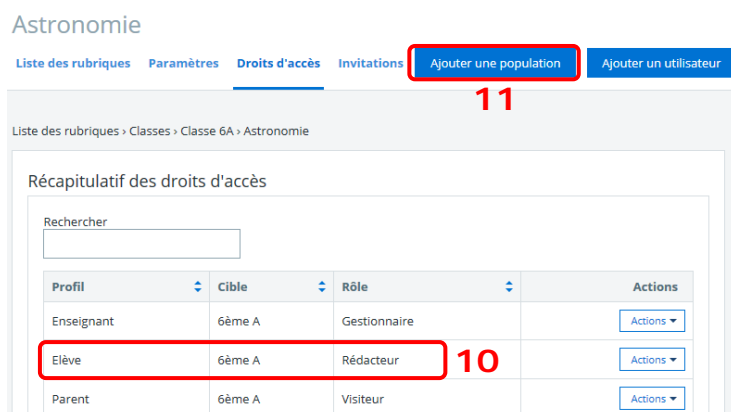 Astronomie
Liste des rubriques Paramètres Droits d'accès Invitations Ajouter une population Ajouter un utilisateur
11
Liste des rubriques › Classes › Classe 6A › Astronomie
Récapitulatif des droits d'accès
Rechercher
Profil Cible Rôle Actions
Enseignant 6ème A Gestionnaire Actions
Elève 6ème A Rédacteur 10 Actions
Parent 6ème A Visiteur Actions